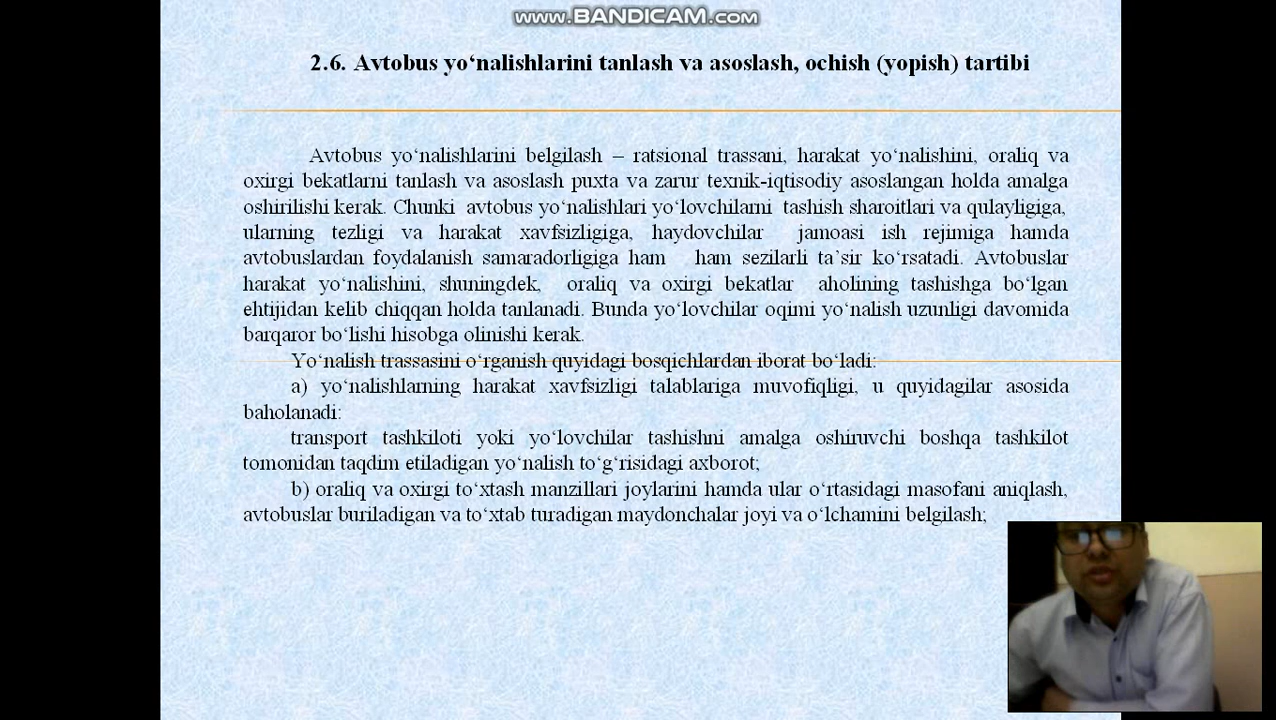 www.BANDICAM.com
2.6. Avtobus yo‘nalishlarini tanlash va asoslash, ochish (yopish) tartibi
Avtobus yo‘nalishlarini belgilash – ratsional trassani, harakat yo‘nalishini, oraliq va
oxirgi bekatlarni tanlash va asoslash puxta va zarur texnik-iqtisodiy asoslangan holda amalga
oshirilishi kerak. Chunki avtobus yo‘nalishlari yo‘lovchilarni tashish sharoitlari va qulayligiga,
ularning tezligi va harakat xavfsizligiga, haydovchilar jamoasi ish rejimiga hamda
avtobuslardan foydalanish samaradorligiga ham ham sezilarli ta’sir ko‘rsatadi. Avtobuslar
harakat yo‘nalishini, shuningdek, oraliq va oxirgi bekatlar aholining tashishga bo‘lgan
ehtijidan kelib chiqqan holda tanlanadi. Bunda yo‘lovchilar oqimi yo‘nalish uzunligi davomida
barqaror bo‘lishi hisobga olinishi kerak.
Yo‘nalish trassasini o‘rganish quyidagi bosqichlardan iborat bo‘ladi:
a) yo‘nalishlarning harakat xavfsizligi talablariga muvofiqligi, u quyidagilar asosida
baholanadi:
transport tashkiloti yoki yo‘lovchilar tashishni amalga oshiruvchi boshqa tashkilot
tomonidan taqdim etiladigan yo‘nalish to‘g‘risidagi axborot;
b) oraliq va oxirgi to‘xtash manzillari joylarini hamda ular o‘rtasidagi masofani aniqlash,
avtobuslar buriladigan va to‘xtab turadigan maydonchalar joyi va o‘lchamini belgilash;